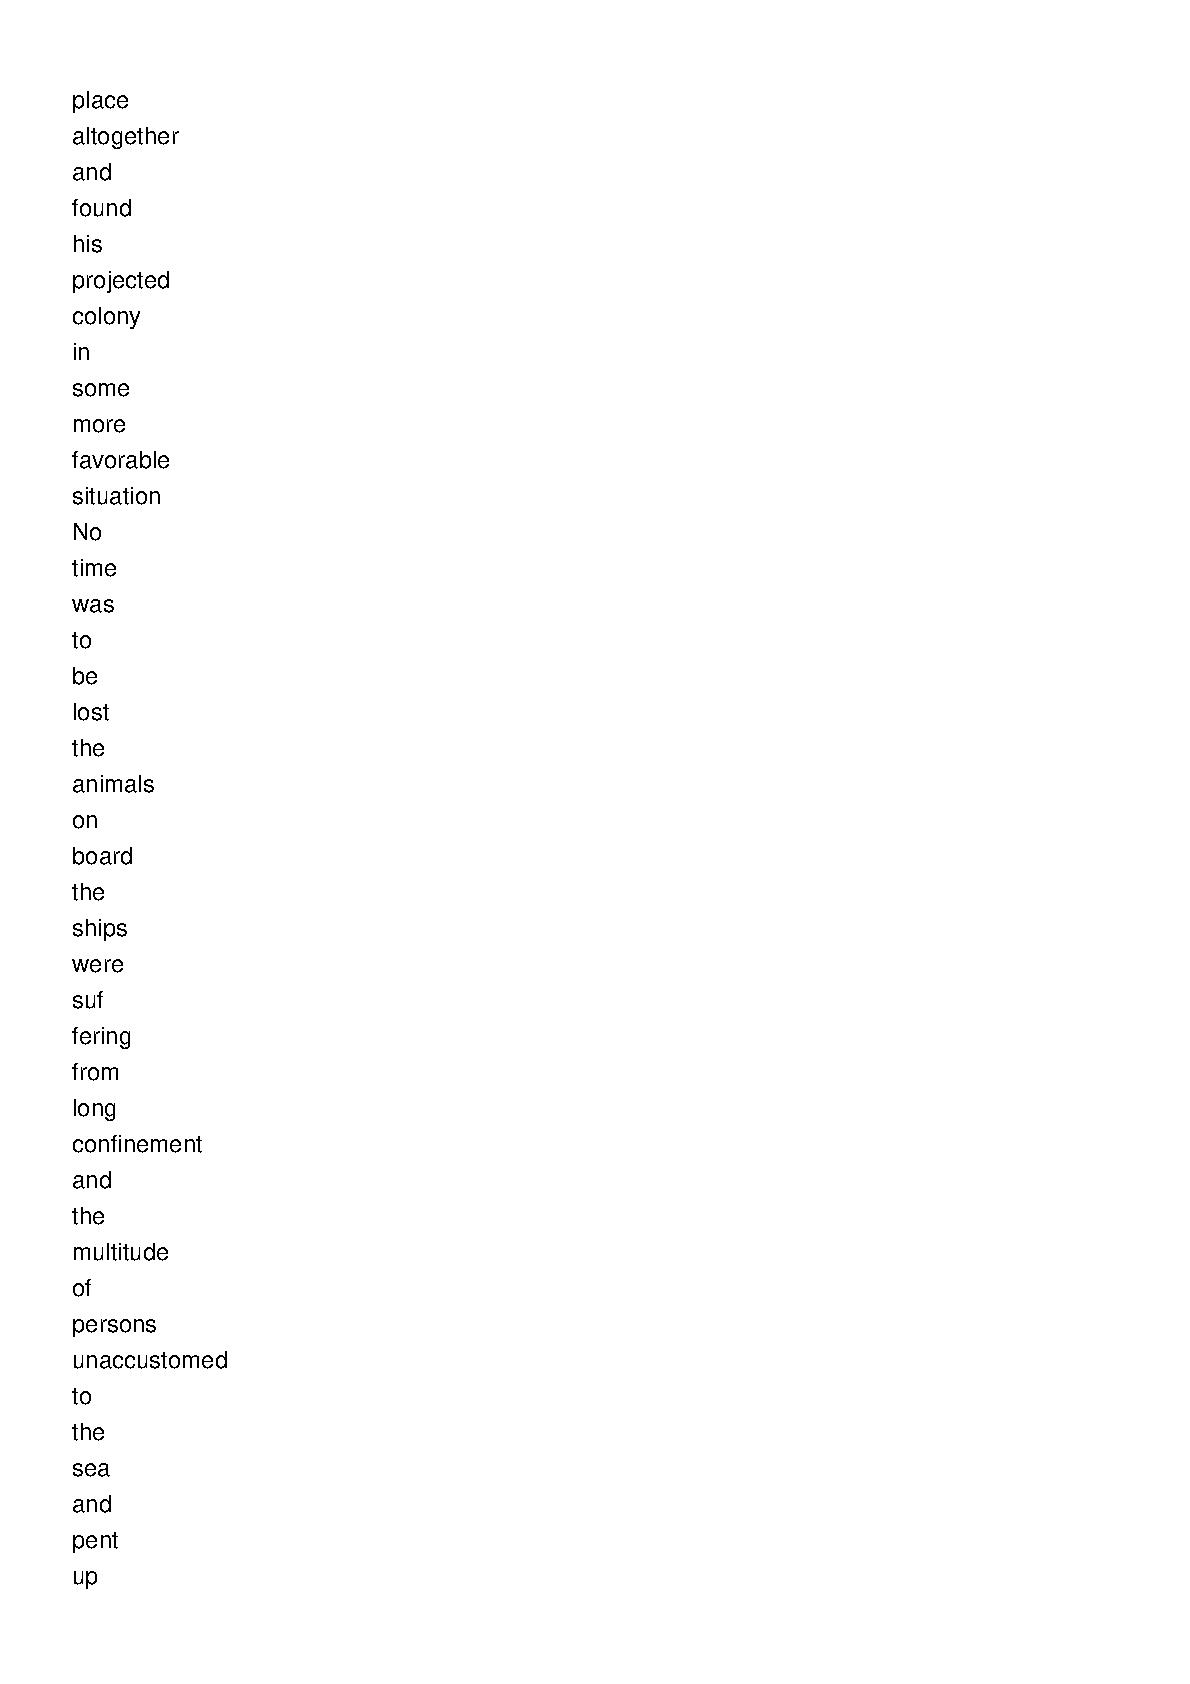 place
altogether
and
found
his
projected
colony
in
some
more
favorable
situation
No
time
was
to
be
lost
the
animals
on
board
the
ships
were
suf
fering
from
long
confinement
and
the
multitude
of
persons
unaccustomed
to
the
sea
and
pent
up